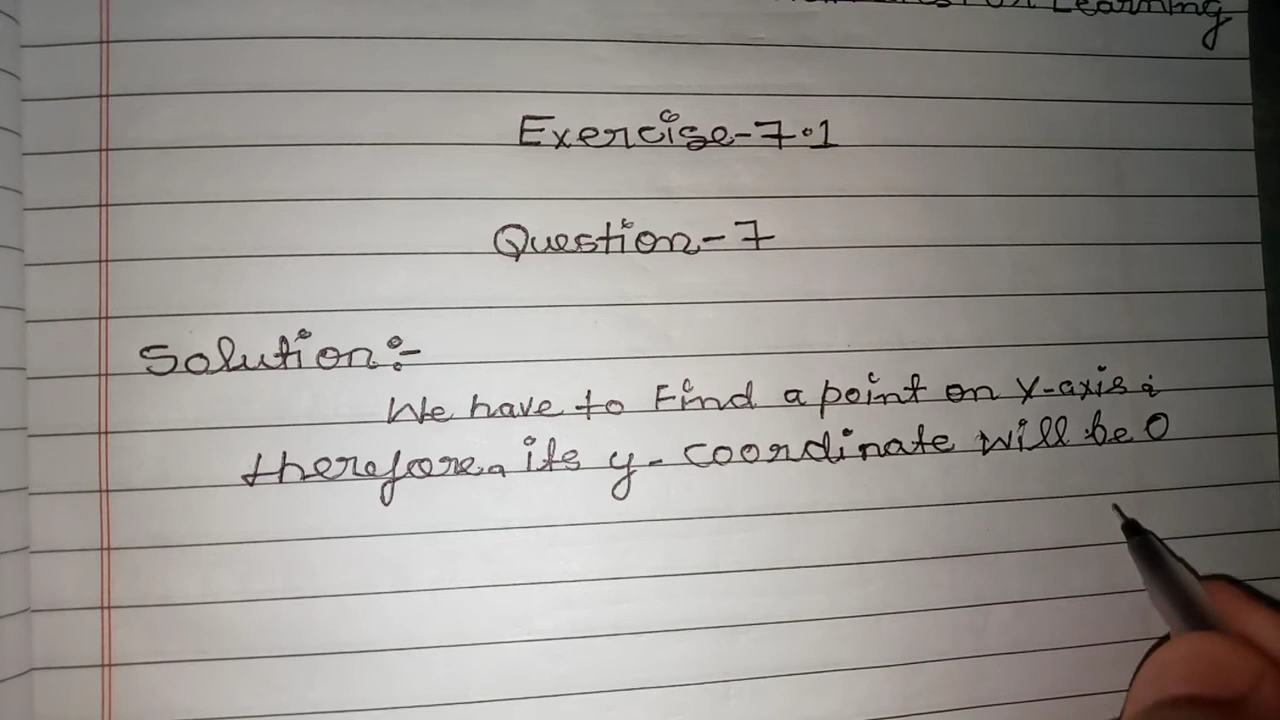 Learning
Exercise-7.1
Question-7
Solution:-
We have to Find a point on X-axis;
therefore, its y-coordinate will be 0